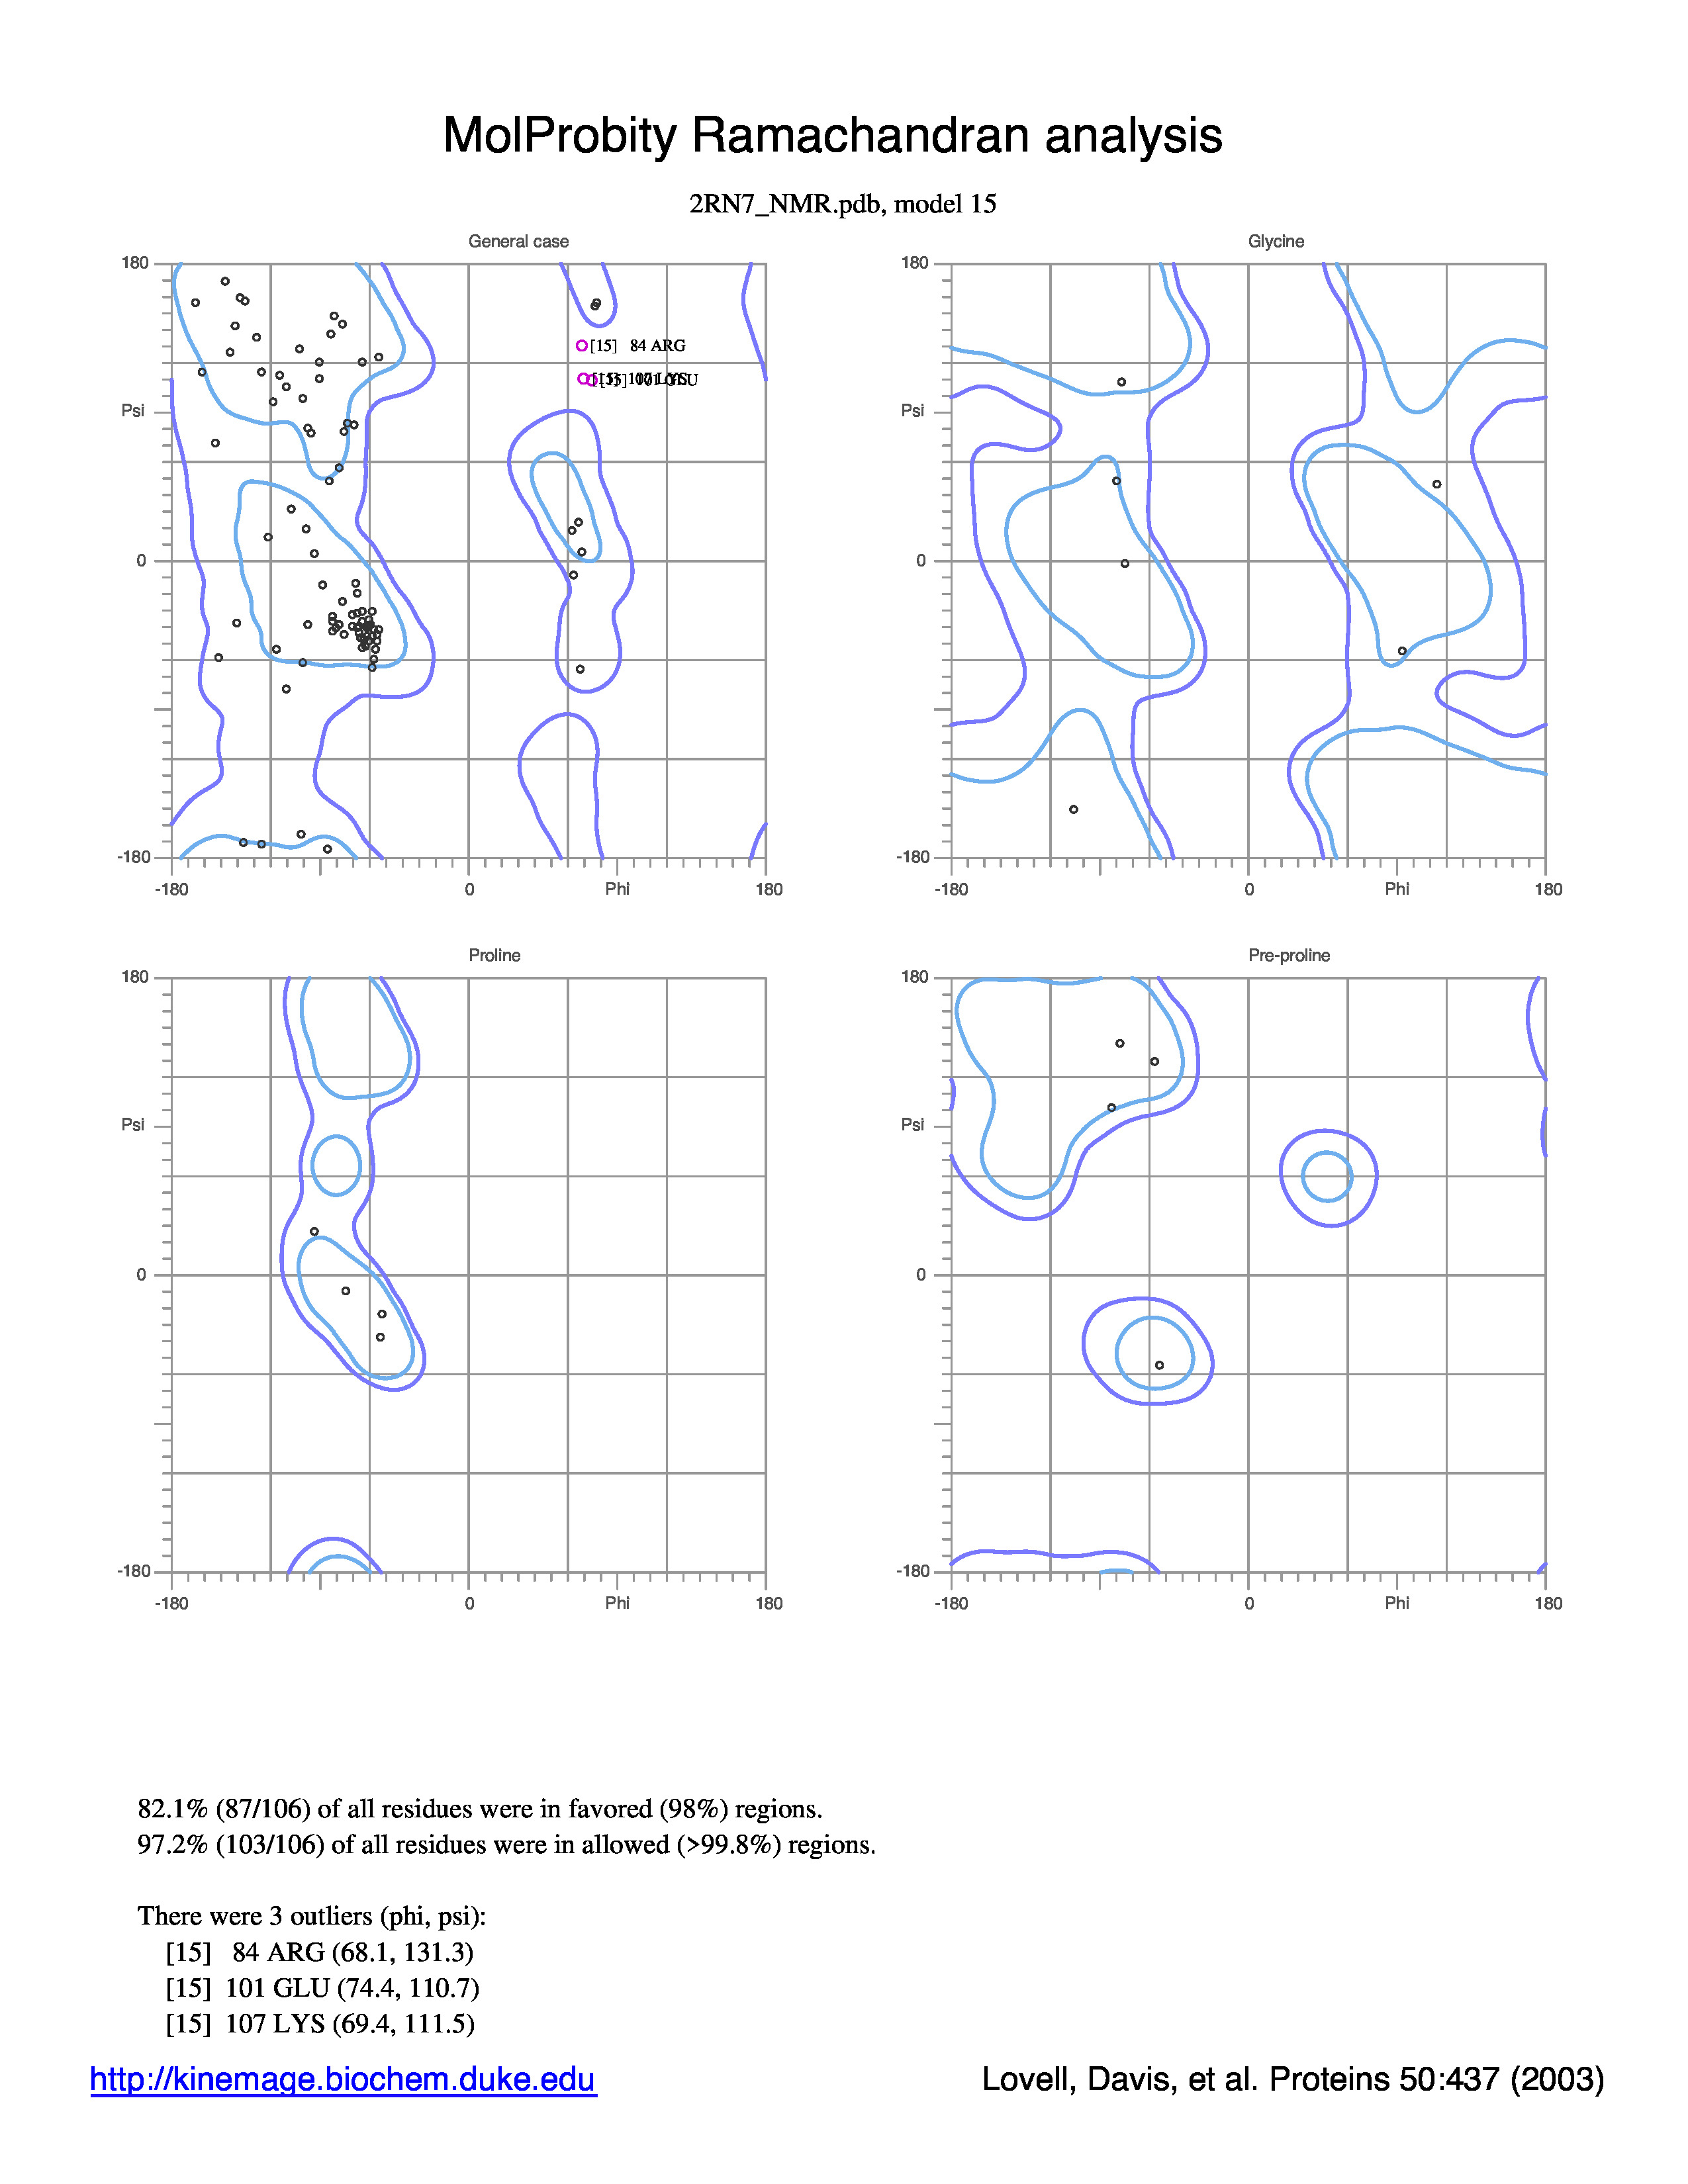 MolProbity Ramachandran analysis
2RN7_NMR.pdb, model 15
General case
180
Psi
0
-180
-180
0
Phi
180
[15] 84 ARG
[15] 107 LYS
[15] 101 GLU
Glycine
180
Psi
0
-180
-180
0
Phi
180
Proline
180
Psi
0
-180
-180
0
Phi
180
Pre-proline
180
Psi
0
-180
-180
0
Phi
180
82.1% (87/106) of all residues were in favored (98%) regions.
97.2% (103/106) of all residues were in allowed (>99.8%) regions.
There were 3 outliers (phi, psi):
[15] 84 ARG (68.1, 131.3)
[15] 101 GLU (74.4, 110.7)
[15] 107 LYS (69.4, 111.5)
http://kinemage.biochem.duke.edu
Lovell, Davis, et al. Proteins 50:437 (2003)